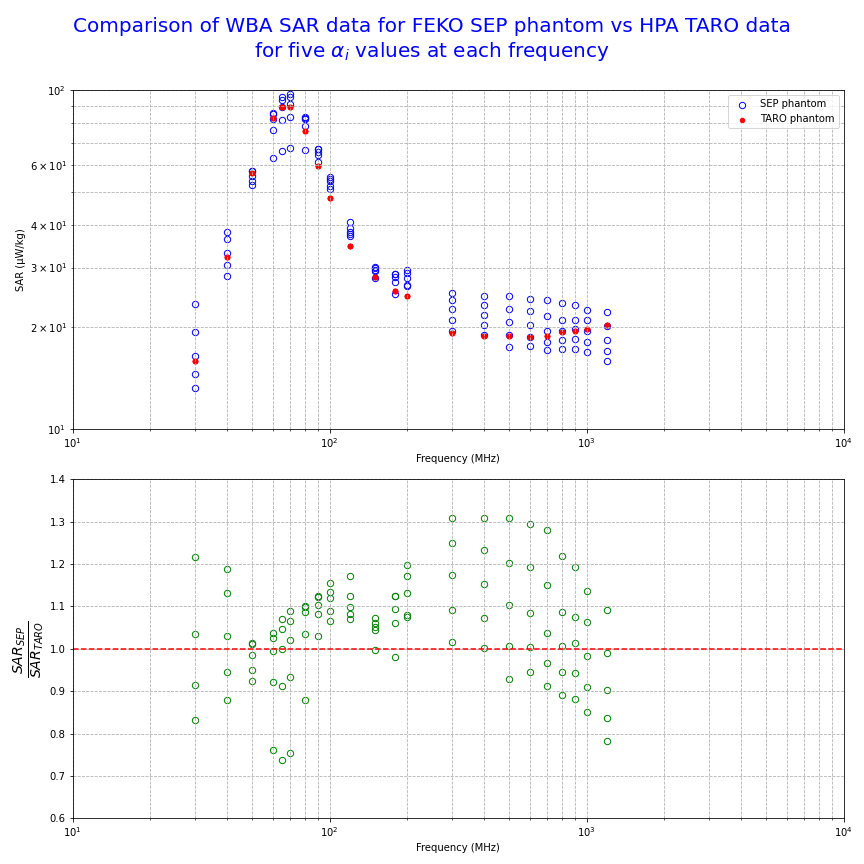 Comparison of WBA SAR data for FEKO SEP phantom vs HPA TARO data
for five αᵢ values at each frequency
10²
6 × 10¹
4 × 10¹
3 × 10¹
2 × 10¹
10¹
SAR (µW/kg)
SEP phantom
TARO phantom
10¹ 10² 10³ 10⁴
Frequency (MHz)
1.4
1.3
1.2
1.1
1.0
0.9
0.8
0.7
0.6
SAR_SEP
SAR_TARO
10¹ 10² 10³ 10⁴
Frequency (MHz)